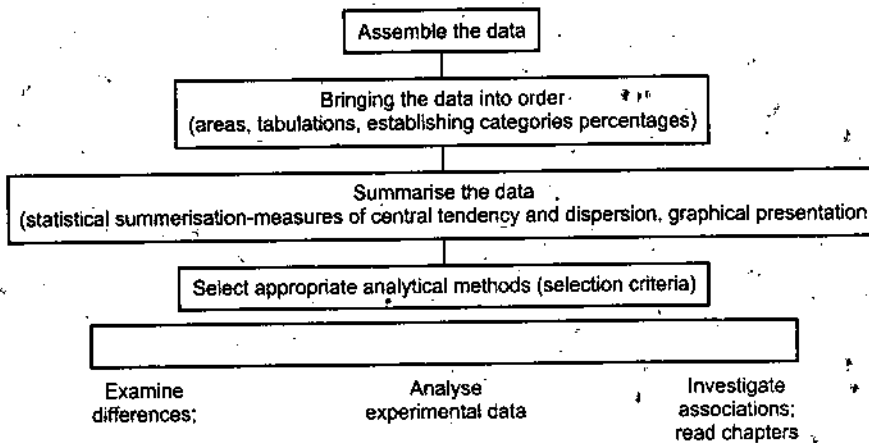 Assemble the data
Bringing the data into order
(areas, tabulations, establishing categories percentages)
Summarise the data
(statistical summerisation-measures of central tendency and dispersion, graphical presentation
Select appropriate analytical methods (selection criteria)
Examine
differences;
Analyse
experimental data
Investigate
associations;
read chapters